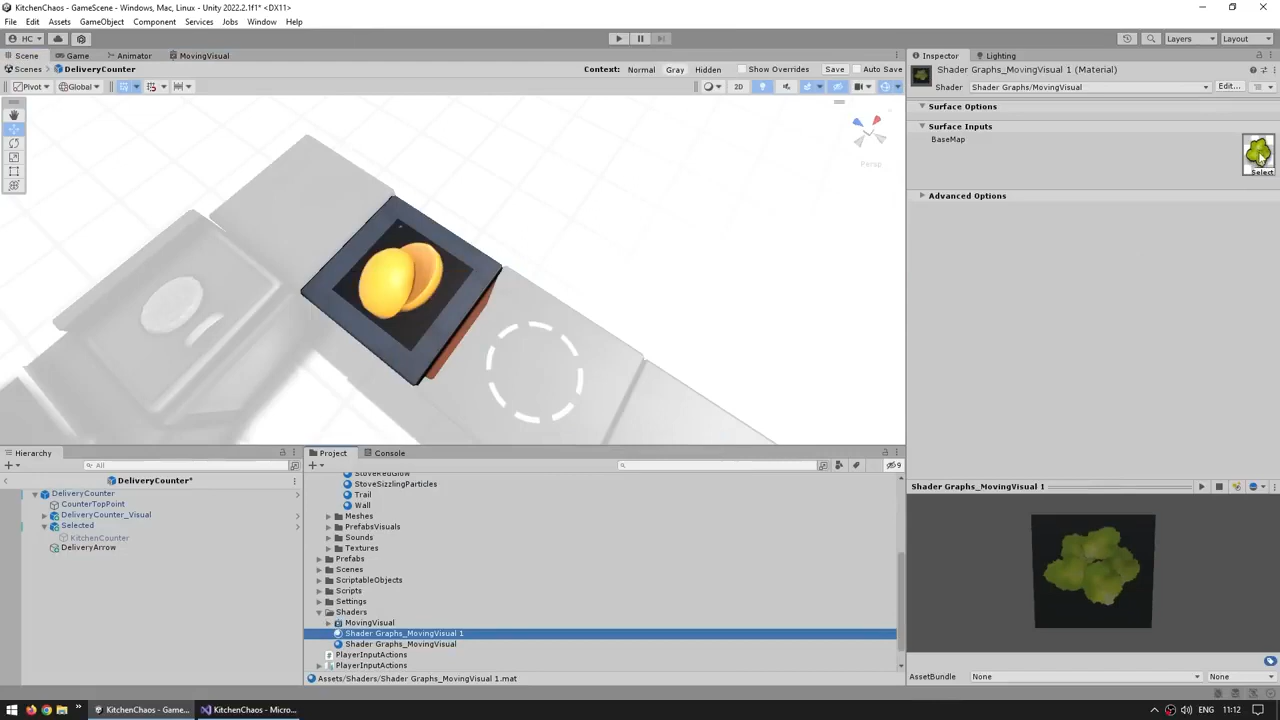 KitchenChaos - GameScene - Windows, Mac, Linux - Unity 2022.2.1f1* <DX11>
File Edit Assets GameObject Component Services Jobs Window Help
HC Layers Layout
Scene Game Animator MovingVisual
Scenes DeliveryCounter Context: Normal Gray Hidden Show Overrides Save Auto Save
Pivot Global 2D
Persp
Inspector Lighting
Shader Graphs_MovingVisual 1 (Material)
Shader Shader Graphs/MovingVisual Edit...
Surface Options
Surface Inputs
BaseMap
Select
Advanced Options
Hierarchy
All
DeliveryCounter*
DeliveryCounter
CounterTopPoint
DeliveryCounter_Visual
Selected
KitchenCounter
DeliveryArrow
Project Console
9
StoveRedGlow
StoveSizzlingParticles
Trail
Wall
Meshes
PrefabsVisuals
Sounds
Textures
Prefabs
Scenes
ScriptableObjects
Scripts
Settings
Shaders
MovingVisual
Shader Graphs_MovingVisual 1
Shader Graphs_MovingVisual
PlayerInputActions
PlayerInputActions
Assets/Shaders/Shader Graphs_MovingVisual 1.mat
Shader Graphs_MovingVisual 1
AssetBundle None None
KitchenChaos - Game... KitchenChaos - Micro... 11:12